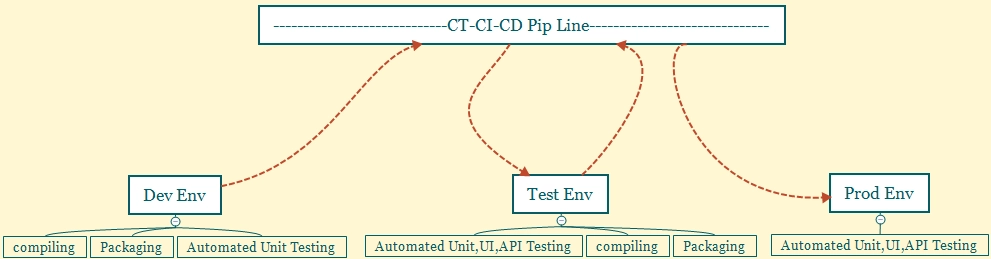 -----------------------------CT-CI-CD Pip Line------------------------------
Dev Env
Test Env
Prod Env
compiling
Packaging
Automated Unit Testing
Automated Unit,UI,API Testing
compiling
Packaging
Automated Unit,UI,API Testing